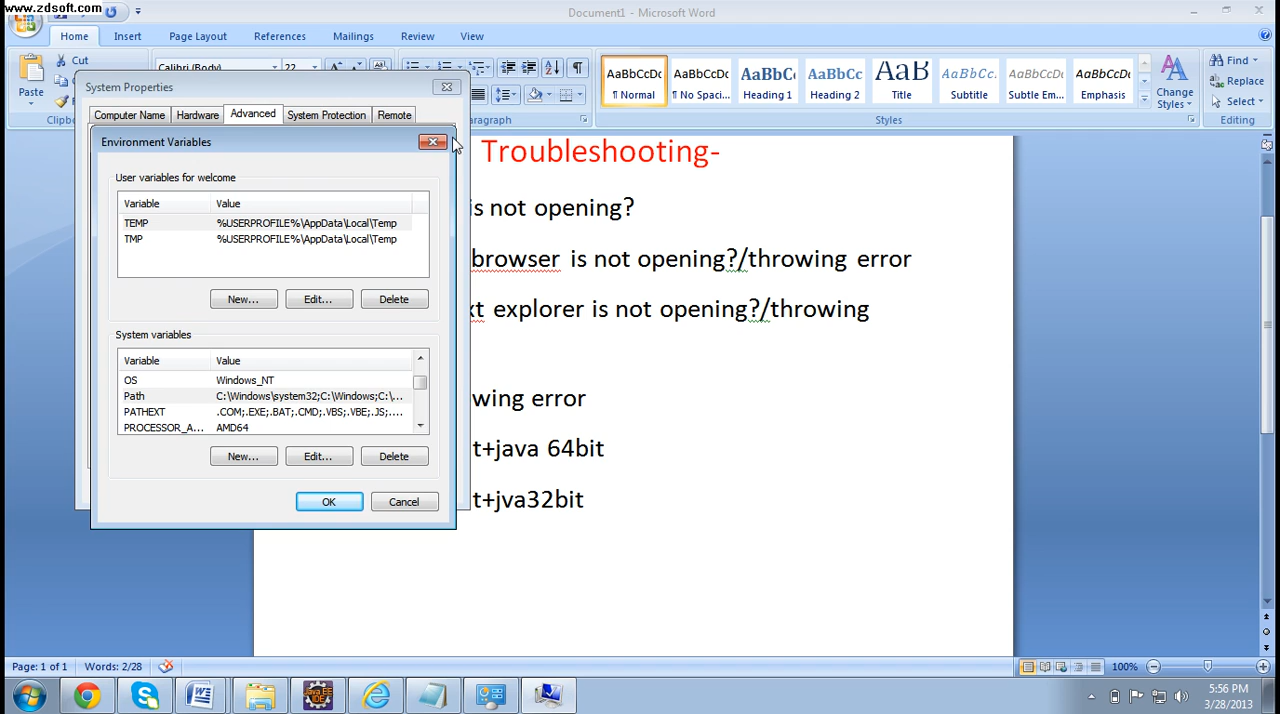 www.zdsoft.com
Document1 - Microsoft Word
Home Insert Page Layout References Mailings Review View
Paste
Cut
Calibri (Body) 22
AaBbCcDc AaBbCcDc AaBbC AaBbCc AaB AaBbCc. AaBbCcDc AaBbCcDc
¶ Normal ¶ No Spaci... Heading 1 Heading 2 Title Subtitle Subtle Em... Emphasis
Change Styles
Find
Replace
Select
Clipb
aragraph
Styles
Editing
System Properties
Computer Name Hardware Advanced System Protection Remote
Environment Variables
User variables for welcome
Variable Value
TEMP %USERPROFILE%\AppData\Local\Temp
TMP %USERPROFILE%\AppData\Local\Temp
New... Edit... Delete
System variables
Variable Value
OS Windows_NT
Path C:\Windows\system32;C:\Windows;C:\...
PATHEXT .COM;.EXE;.BAT;.CMD;.VBS;.VBE;.JS;....
PROCESSOR_A... AMD64
New... Edit... Delete
OK Cancel
Troubleshooting-
is not opening?
browser is not opening?/throwing error
xt explorer is not opening?/throwing
wing error
t+java 64bit
t+jva32bit
Page: 1 of 1 Words: 2/28
100%
Java EE
IDE
5:56 PM
3/28/2013